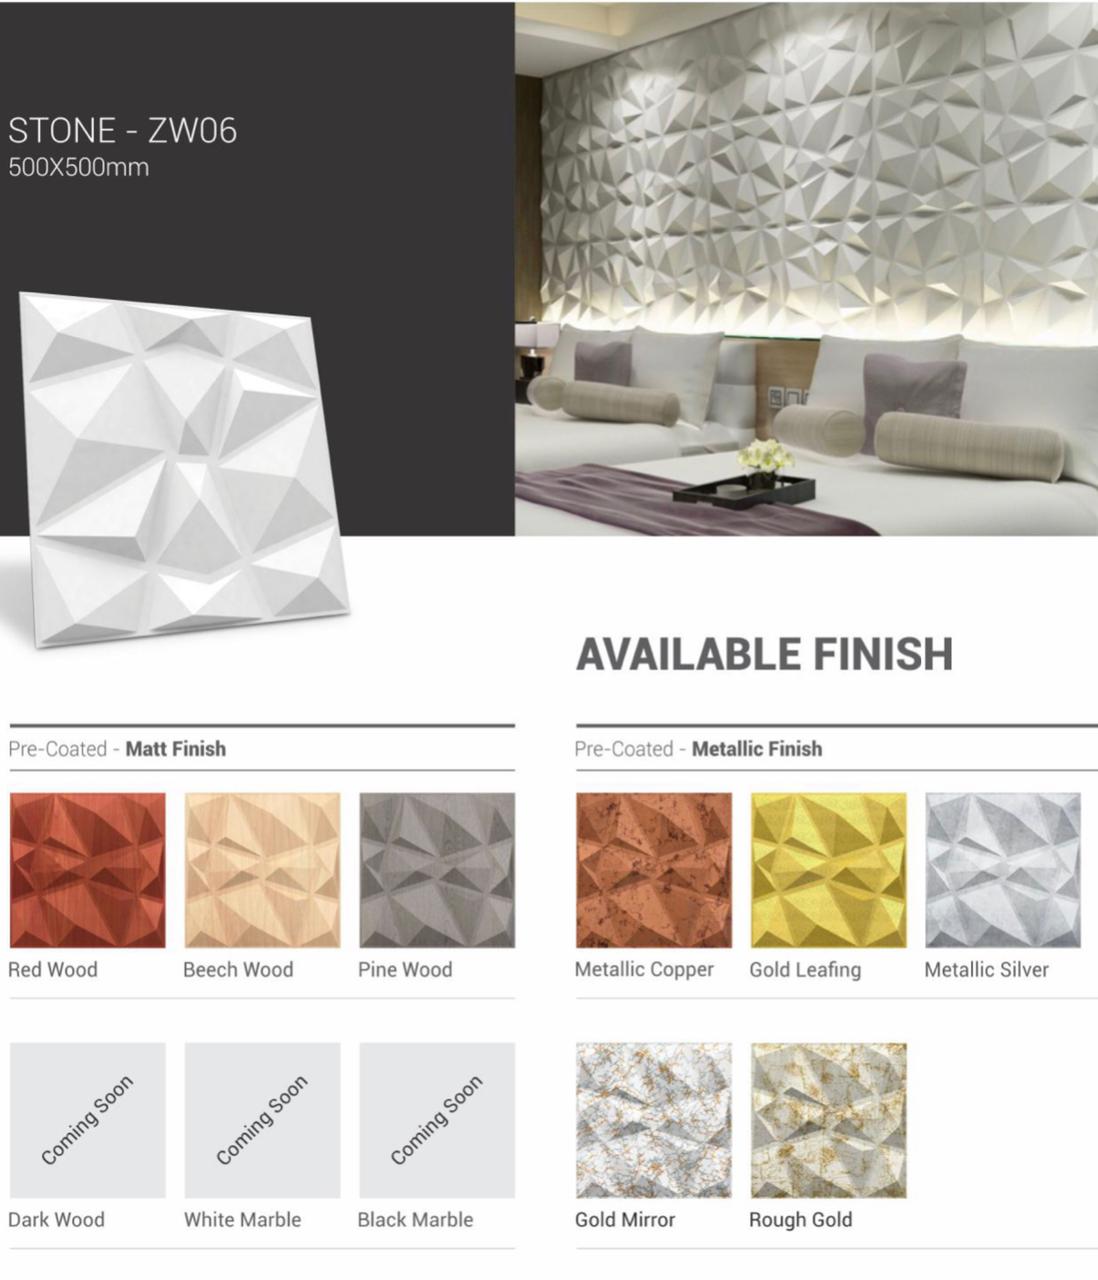 STONE - ZW06
500X500mm
AVAILABLE FINISH
Pre-Coated - Matt Finish
Pre-Coated - Metallic Finish
Red Wood
Beech Wood
Pine Wood
Metallic Copper
Gold Leafing
Metallic Silver
Coming Soon
Coming Soon
Coming Soon
Dark Wood
White Marble
Black Marble
Gold Mirror
Rough Gold